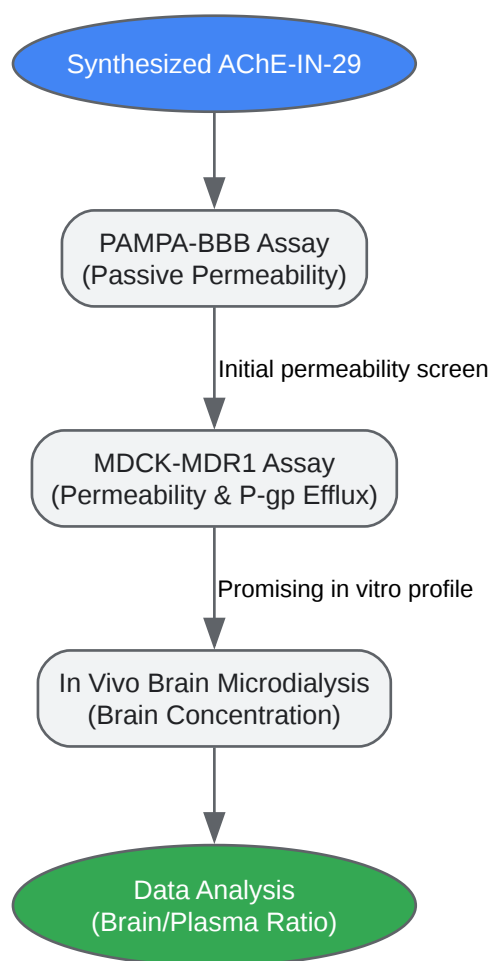 Synthesized AChE-IN-29
PAMPA-BBB Assay
(Passive Permeability)
Initial permeability screen
MDCK-MDR1 Assay
(Permeability & P-gp Efflux)
Promising in vitro profile
In Vivo Brain Microdialysis
(Brain Concentration)
Data Analysis
(Brain/Plasma Ratio)